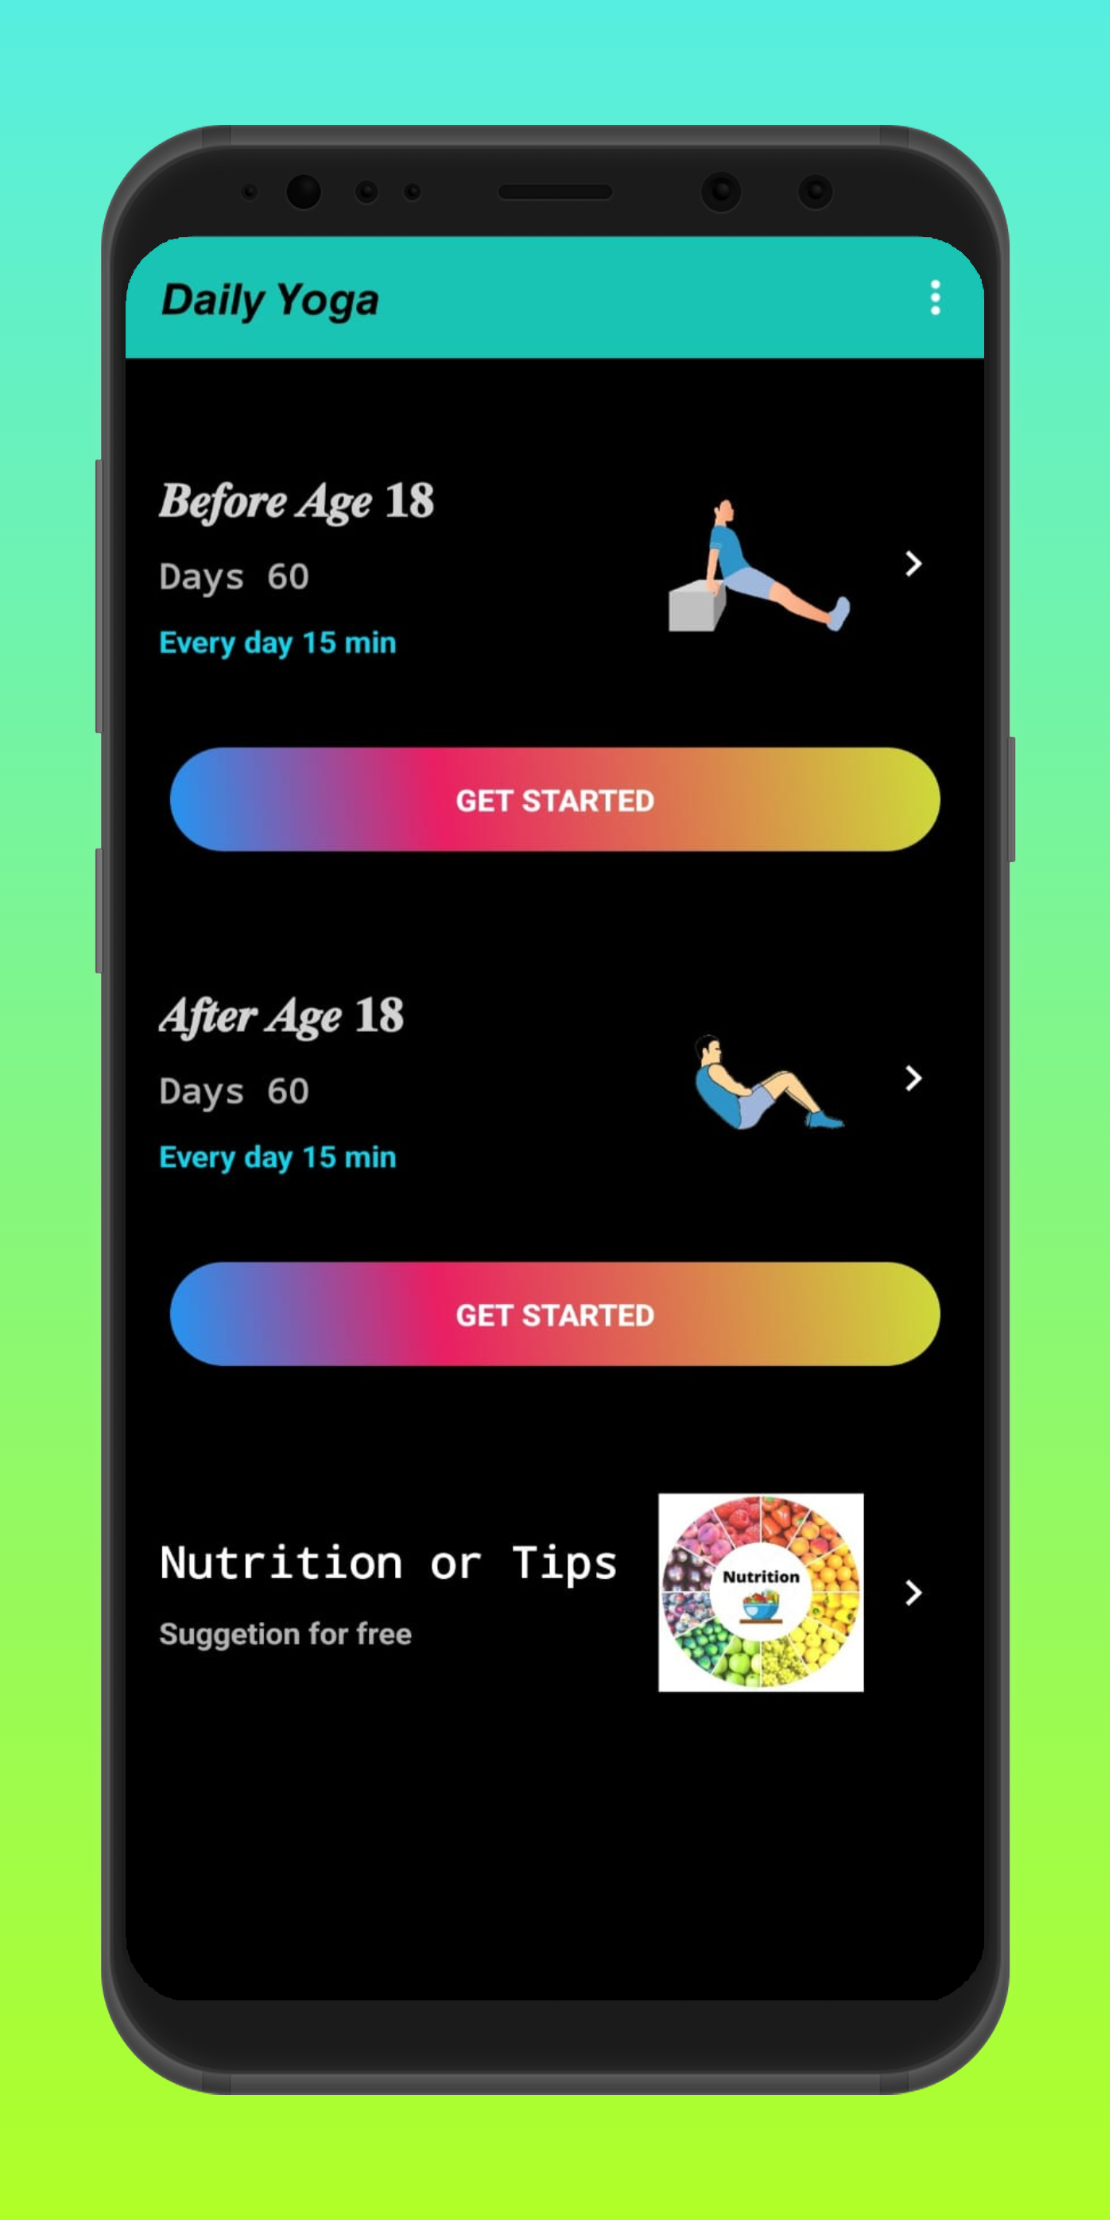 Daily Yoga
Before Age 18
Days 60
Every day 15 min
GET STARTED
After Age 18
Days 60
Every day 15 min
GET STARTED
Nutrition or Tips
Suggetion for free
Nutrition